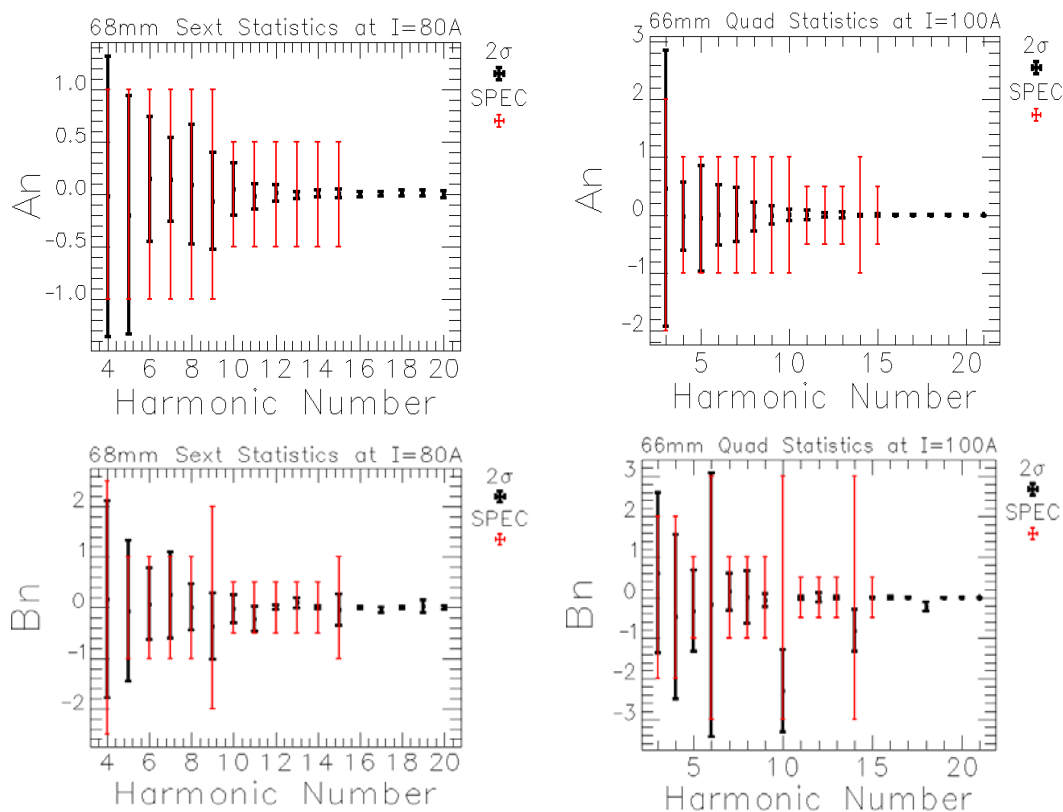 68mm Sext Statistics at I=80A
2σ
SPEC
1.0
0.5
0.0
-0.5
-1.0
An
4 6 8 10 12 14 16 18 20
Harmonic Number
66mm Quad Statistics at I=100A
2σ
SPEC
3
2
1
0
-1
-2
An
5 10 15 20
Harmonic Number
68mm Sext Statistics at I=80A
2σ
SPEC
2
1
0
-1
-2
Bn
4 6 8 10 12 14 16 18 20
Harmonic Number
66mm Quad Statistics at I=100A
2σ
SPEC
3
2
1
0
-1
-2
-3
Bn
5 10 15 20
Harmonic Number